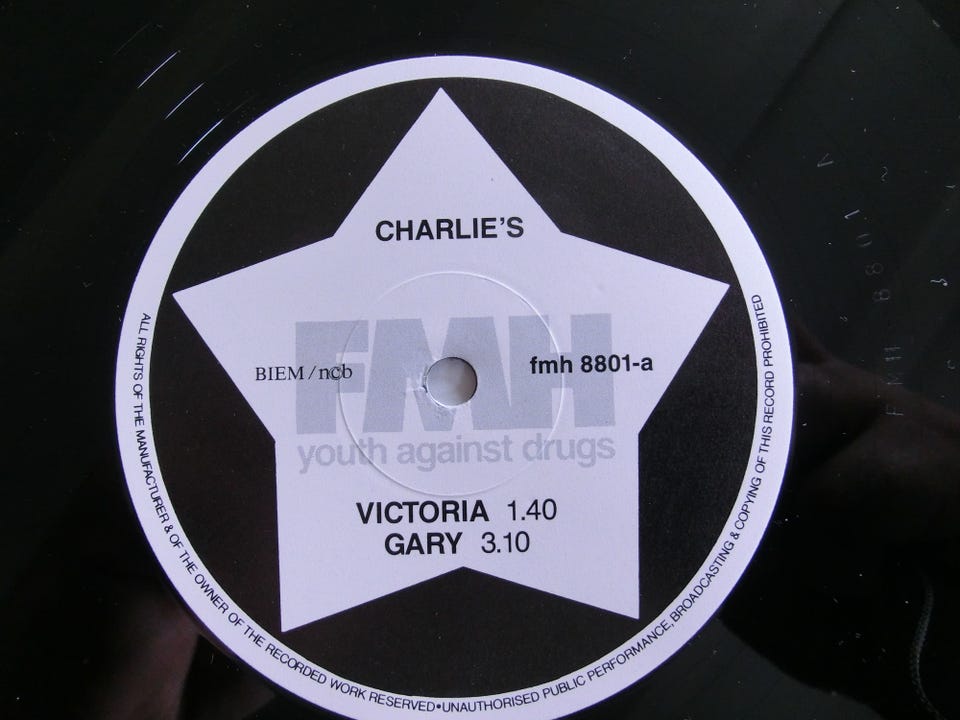 CHARLIE'S
FMH
BIEM/ncb
fmh 8801-a
youth against drugs
VICTORIA 1.40
GARY 3.10
ALL RIGHTS OF THE MANUFACTURER & OF THE OWNER OF THE RECORDED WORK RESERVED•UNAUTHORISED PUBLIC PERFORMANCE, BROADCASTING & COPYING OF THIS RECORD PROHIBITED